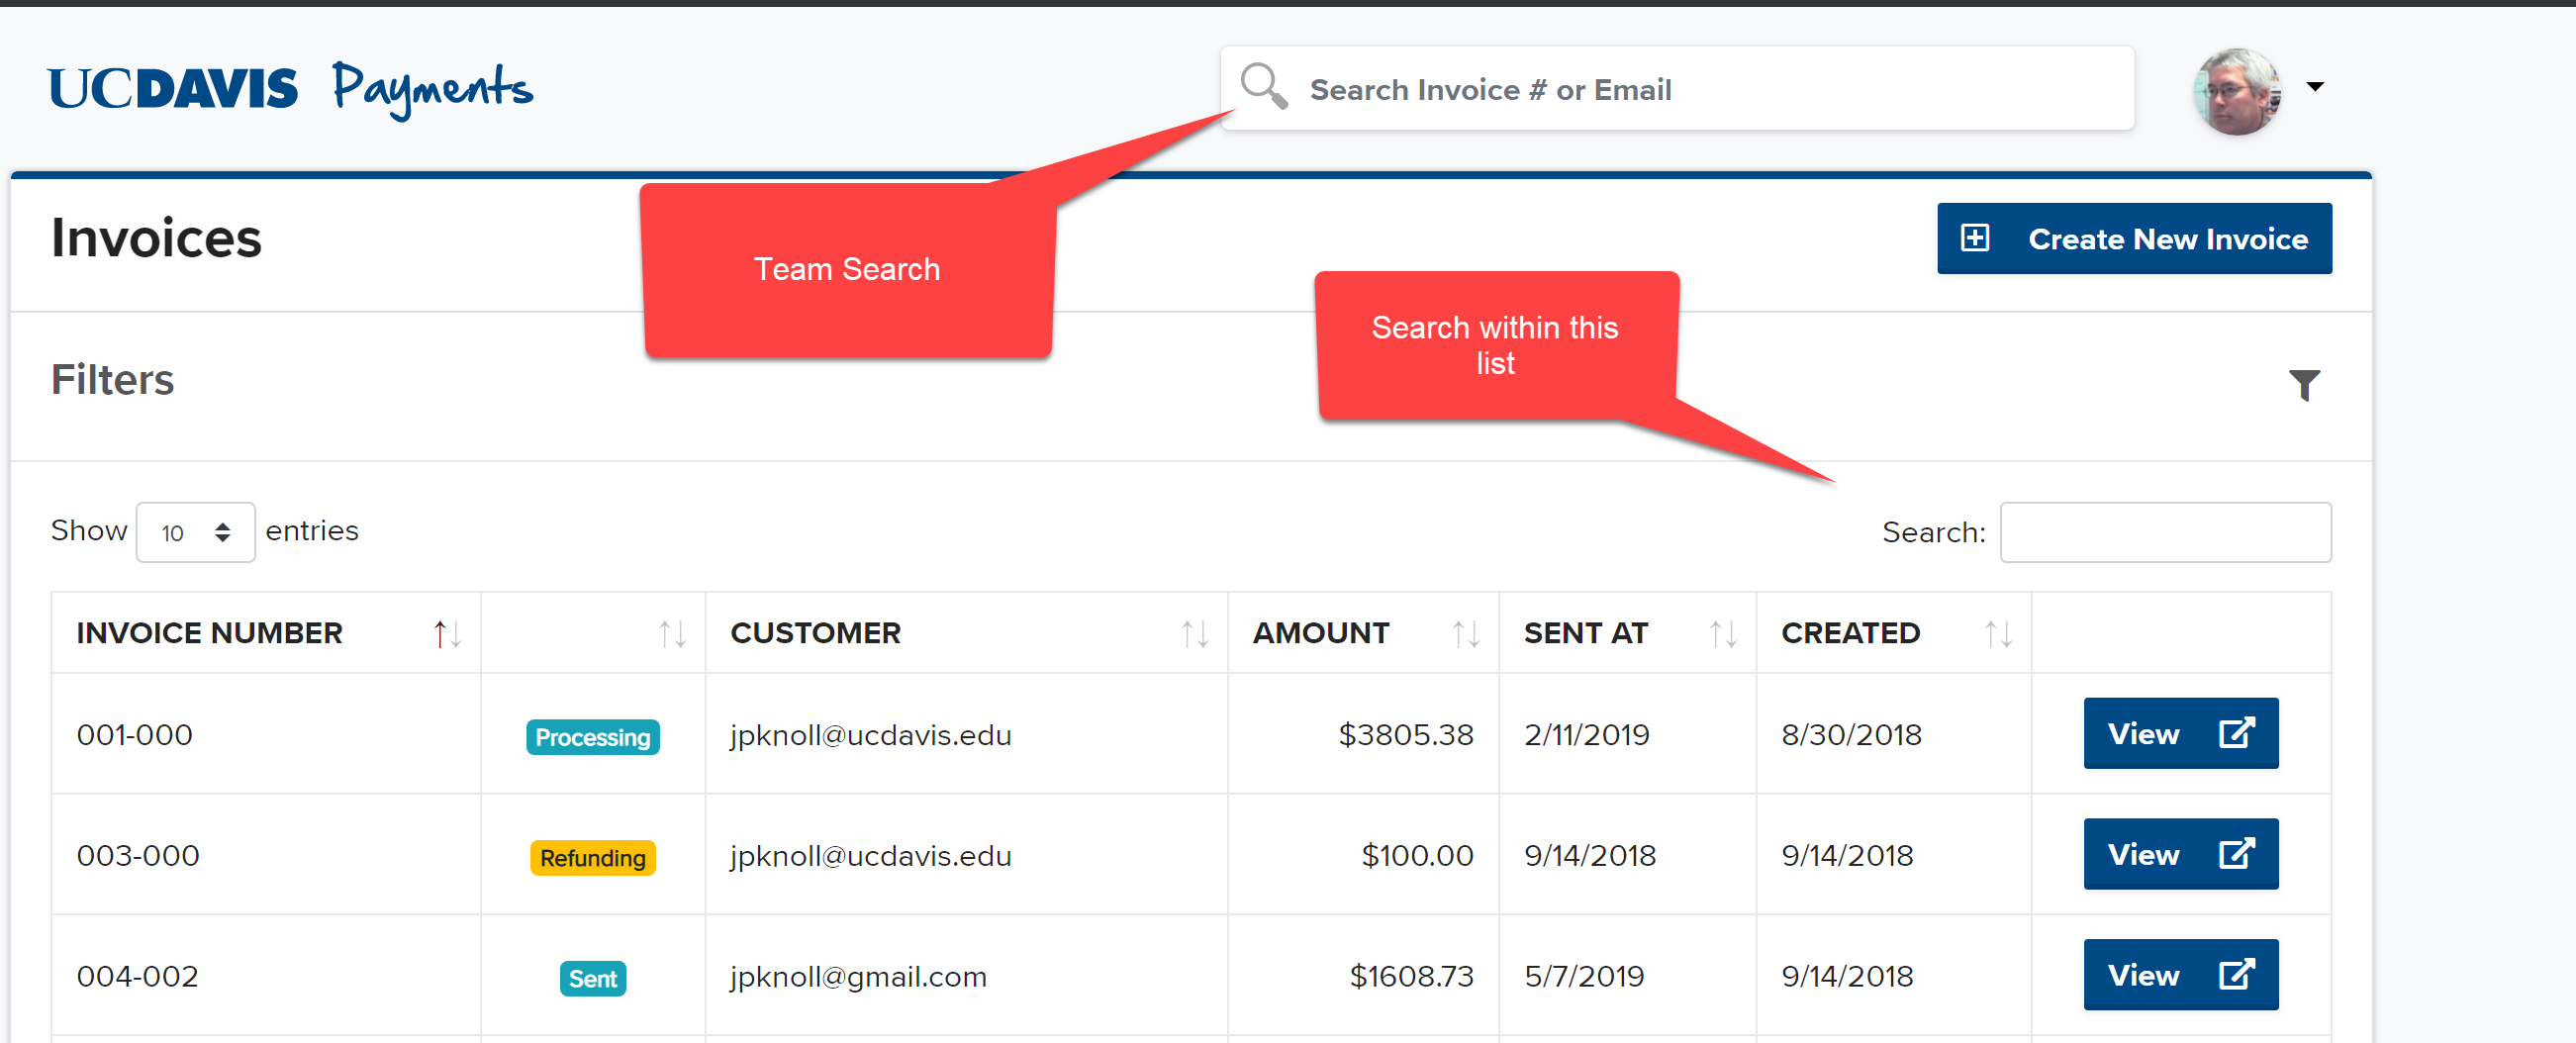 UCDAVIS Payments
Search Invoice # or Email
Team Search
Invoices
Create New Invoice
Search within this
list
Filters
Show 10 entries
Search:
INVOICE NUMBER CUSTOMER AMOUNT SENT AT CREATED
001-000 Processing jpknoll@ucdavis.edu $3805.38 2/11/2019 8/30/2018 View
003-000 Refunding jpknoll@ucdavis.edu $100.00 9/14/2018 9/14/2018 View
004-002 Sent jpknoll@gmail.com $1608.73 5/7/2019 9/14/2018 View